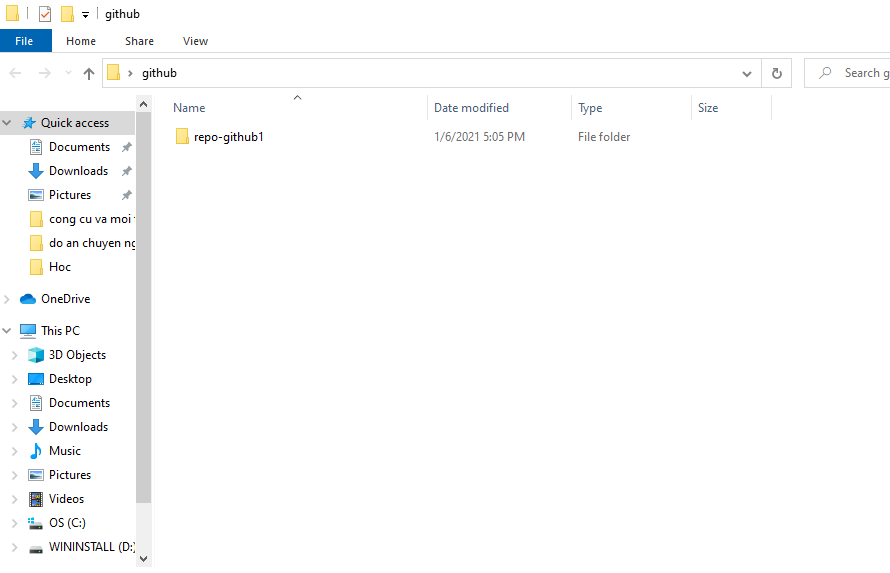 github
File Home Share View
github
Search g
Name Date modified Type Size
repo-github1 1/6/2021 5:05 PM File folder
Quick access
Documents
Downloads
Pictures
cong cu va moi
do an chuyen ng
Hoc
OneDrive
This PC
3D Objects
Desktop
Documents
Downloads
Music
Pictures
Videos
OS (C:)
WININSTALL (D:)